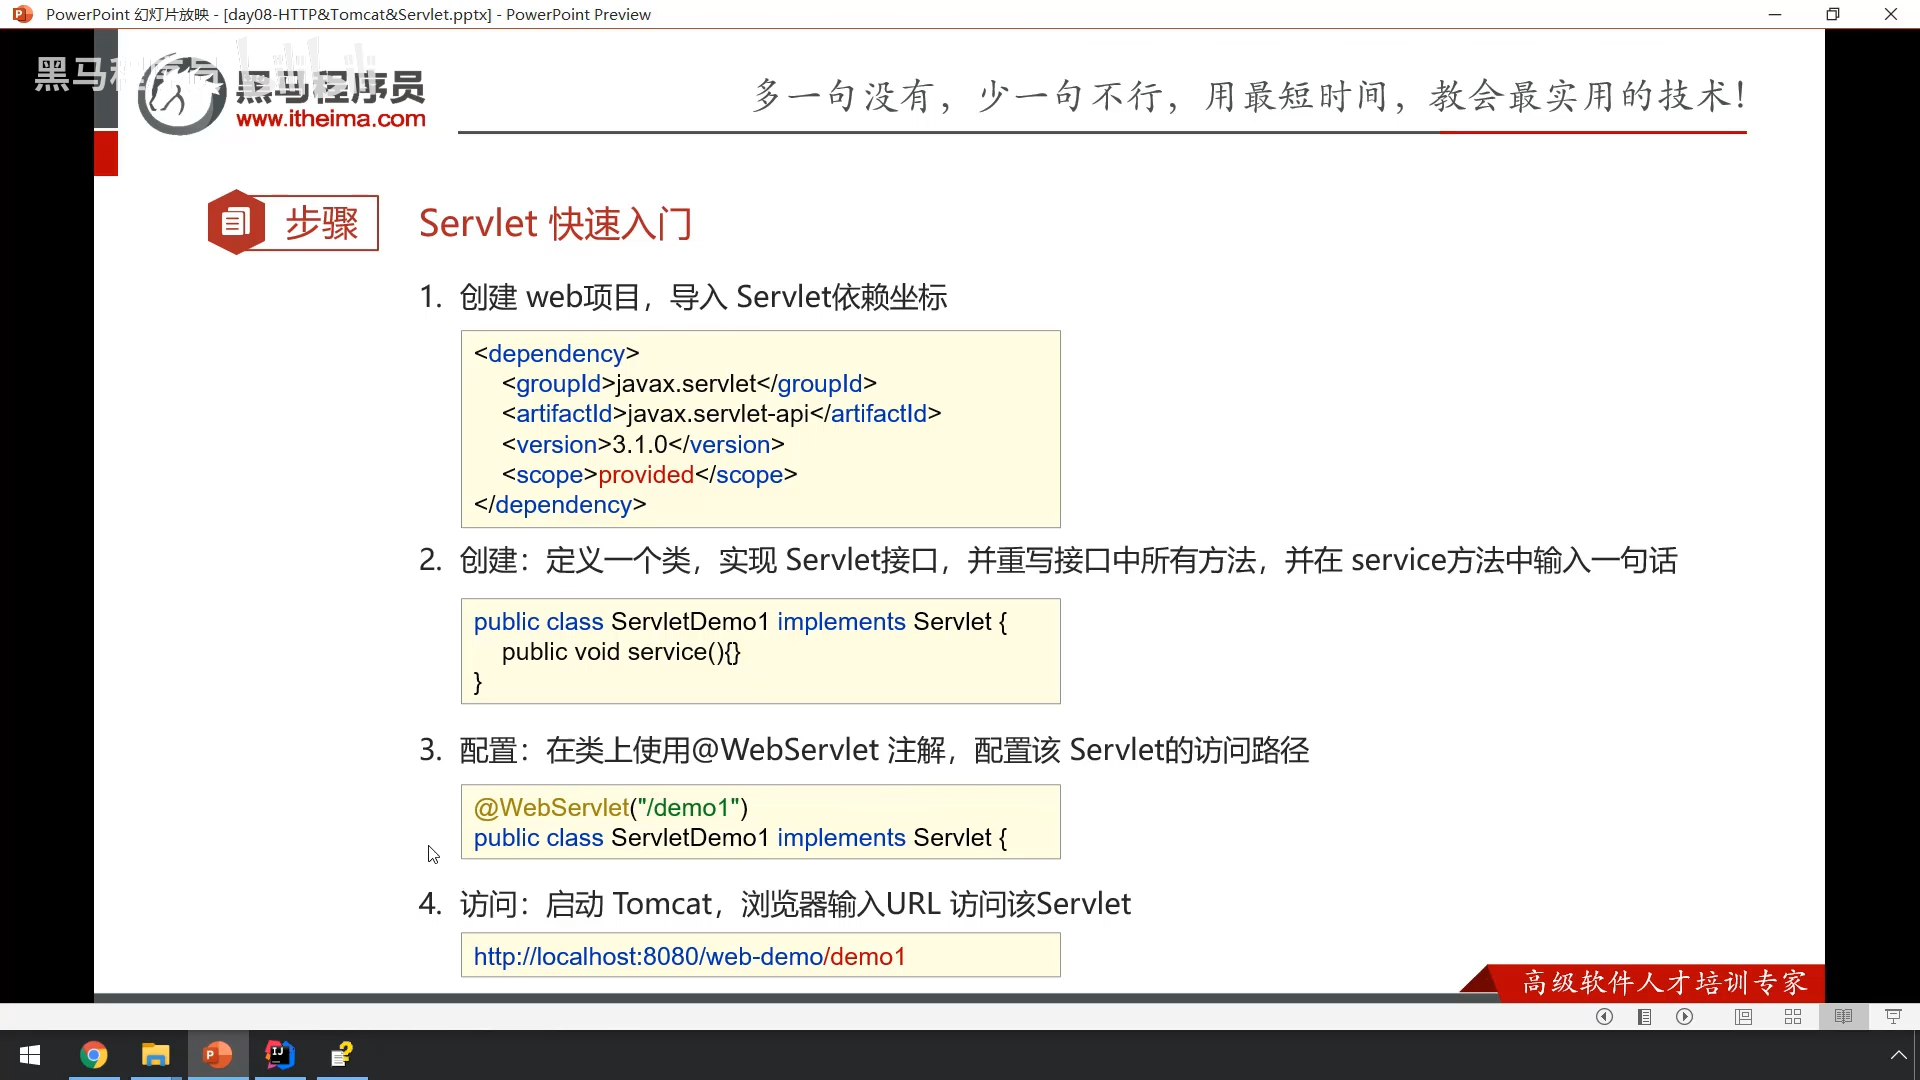 PowerPoint 幻灯片放映 - [day08-HTTP&Tomcat&Servlet.pptx] - PowerPoint Preview
黑马程序员
黑马程序员
www.itheima.com
多一句没有，少一句不行，用最短时间，教会最实用的技术！
步骤
Servlet 快速入门
1. 创建 web项目，导入 Servlet依赖坐标
<dependency>
    <groupId>javax.servlet</groupId>
    <artifactId>javax.servlet-api</artifactId>
    <version>3.1.0</version>
    <scope>provided</scope>
</dependency>
2. 创建：定义一个类，实现 Servlet接口，并重写接口中所有方法，并在 service方法中输入一句话
public class ServletDemo1 implements Servlet {
    public void service(){}
}
3. 配置：在类上使用@WebServlet 注解，配置该 Servlet的访问路径
@WebServlet("/demo1")
public class ServletDemo1 implements Servlet {
4. 访问：启动 Tomcat，浏览器输入URL 访问该Servlet
http://localhost:8080/web-demo/demo1
高级软件人才培训专家